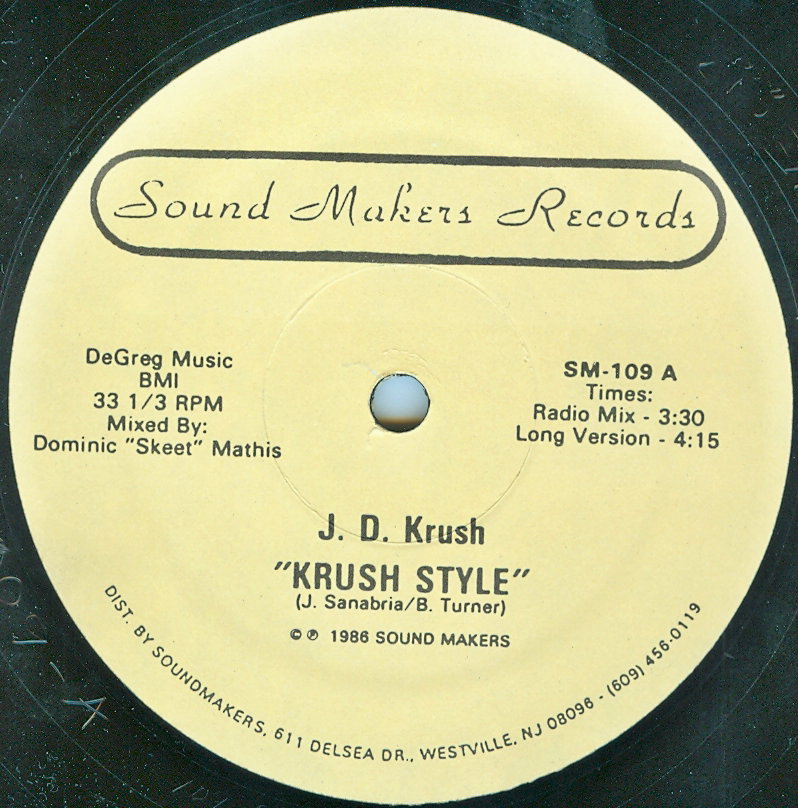 Sound Makers Records
DeGreg Music
BMI
33 1/3 RPM
Mixed By:
Dominic "Skeet" Mathis
SM-109 A
Times:
Radio Mix - 3:30
Long Version - 4:15
J. D. Krush
"KRUSH STYLE"
(J. Sanabria/B. Turner)
© ℗ 1986 SOUND MAKERS
DIST. BY SOUNDMAKERS, 611 DELSEA DR., WESTVILLE, NJ 08096 - (609) 456-0119